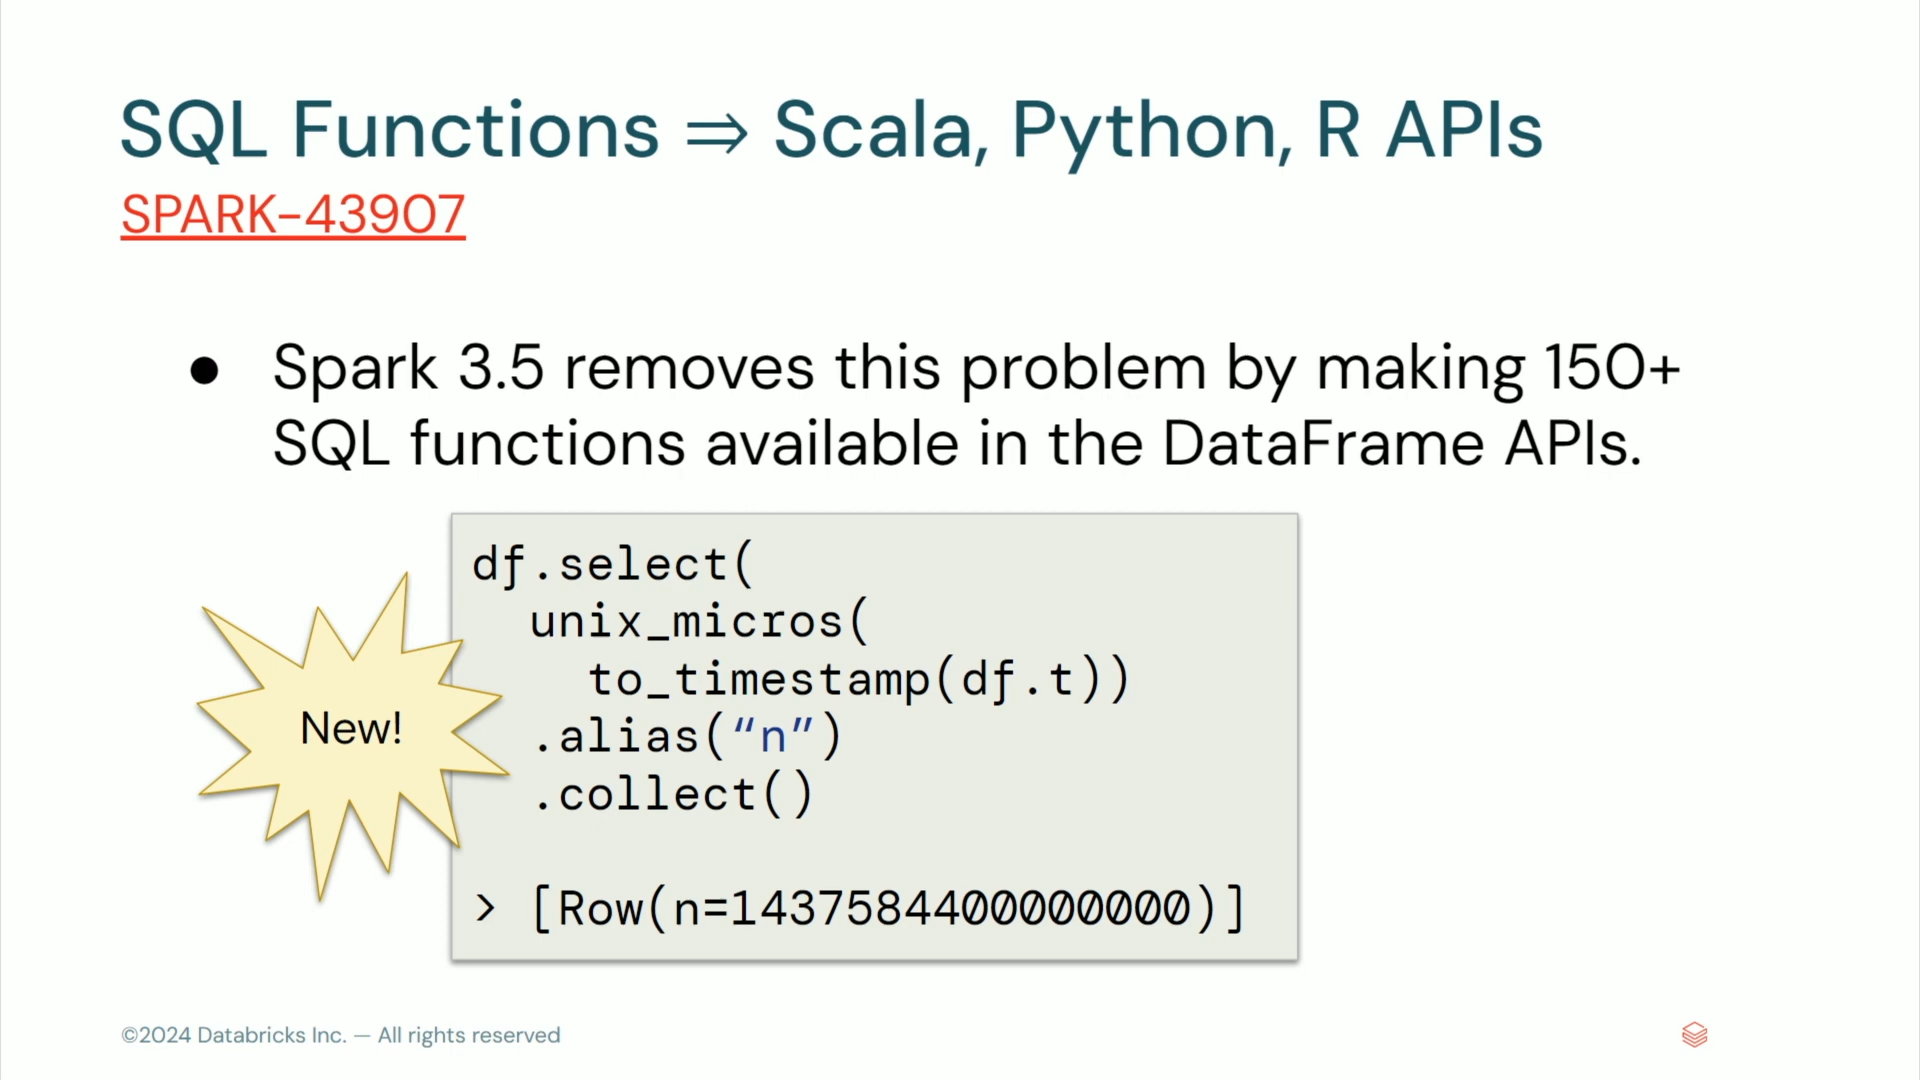 SQL Functions ⇒ Scala, Python, R APIs
SPARK-43907
● Spark 3.5 removes this problem by making 150+
SQL functions available in the DataFrame APIs.
New!
df.select(
  unix_micros(
    to_timestamp(df.t))
  .alias(“n”)
  .collect()
> [Row(n=1437584400000000)]
©2024 Databricks Inc. — All rights reserved